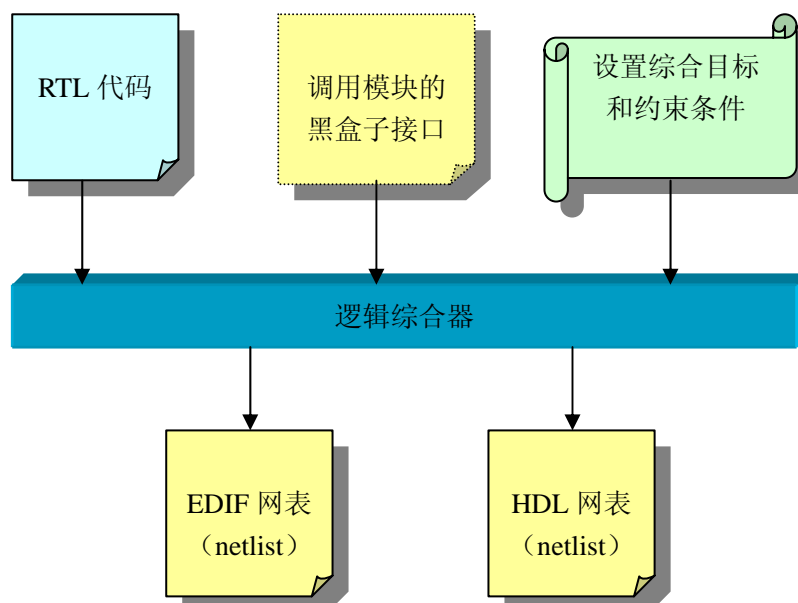 RTL 代码
调用模块的
黑盒子接口
设置综合目标
和约束条件
逻辑综合器
EDIF 网表
（netlist）
HDL 网表
（netlist）